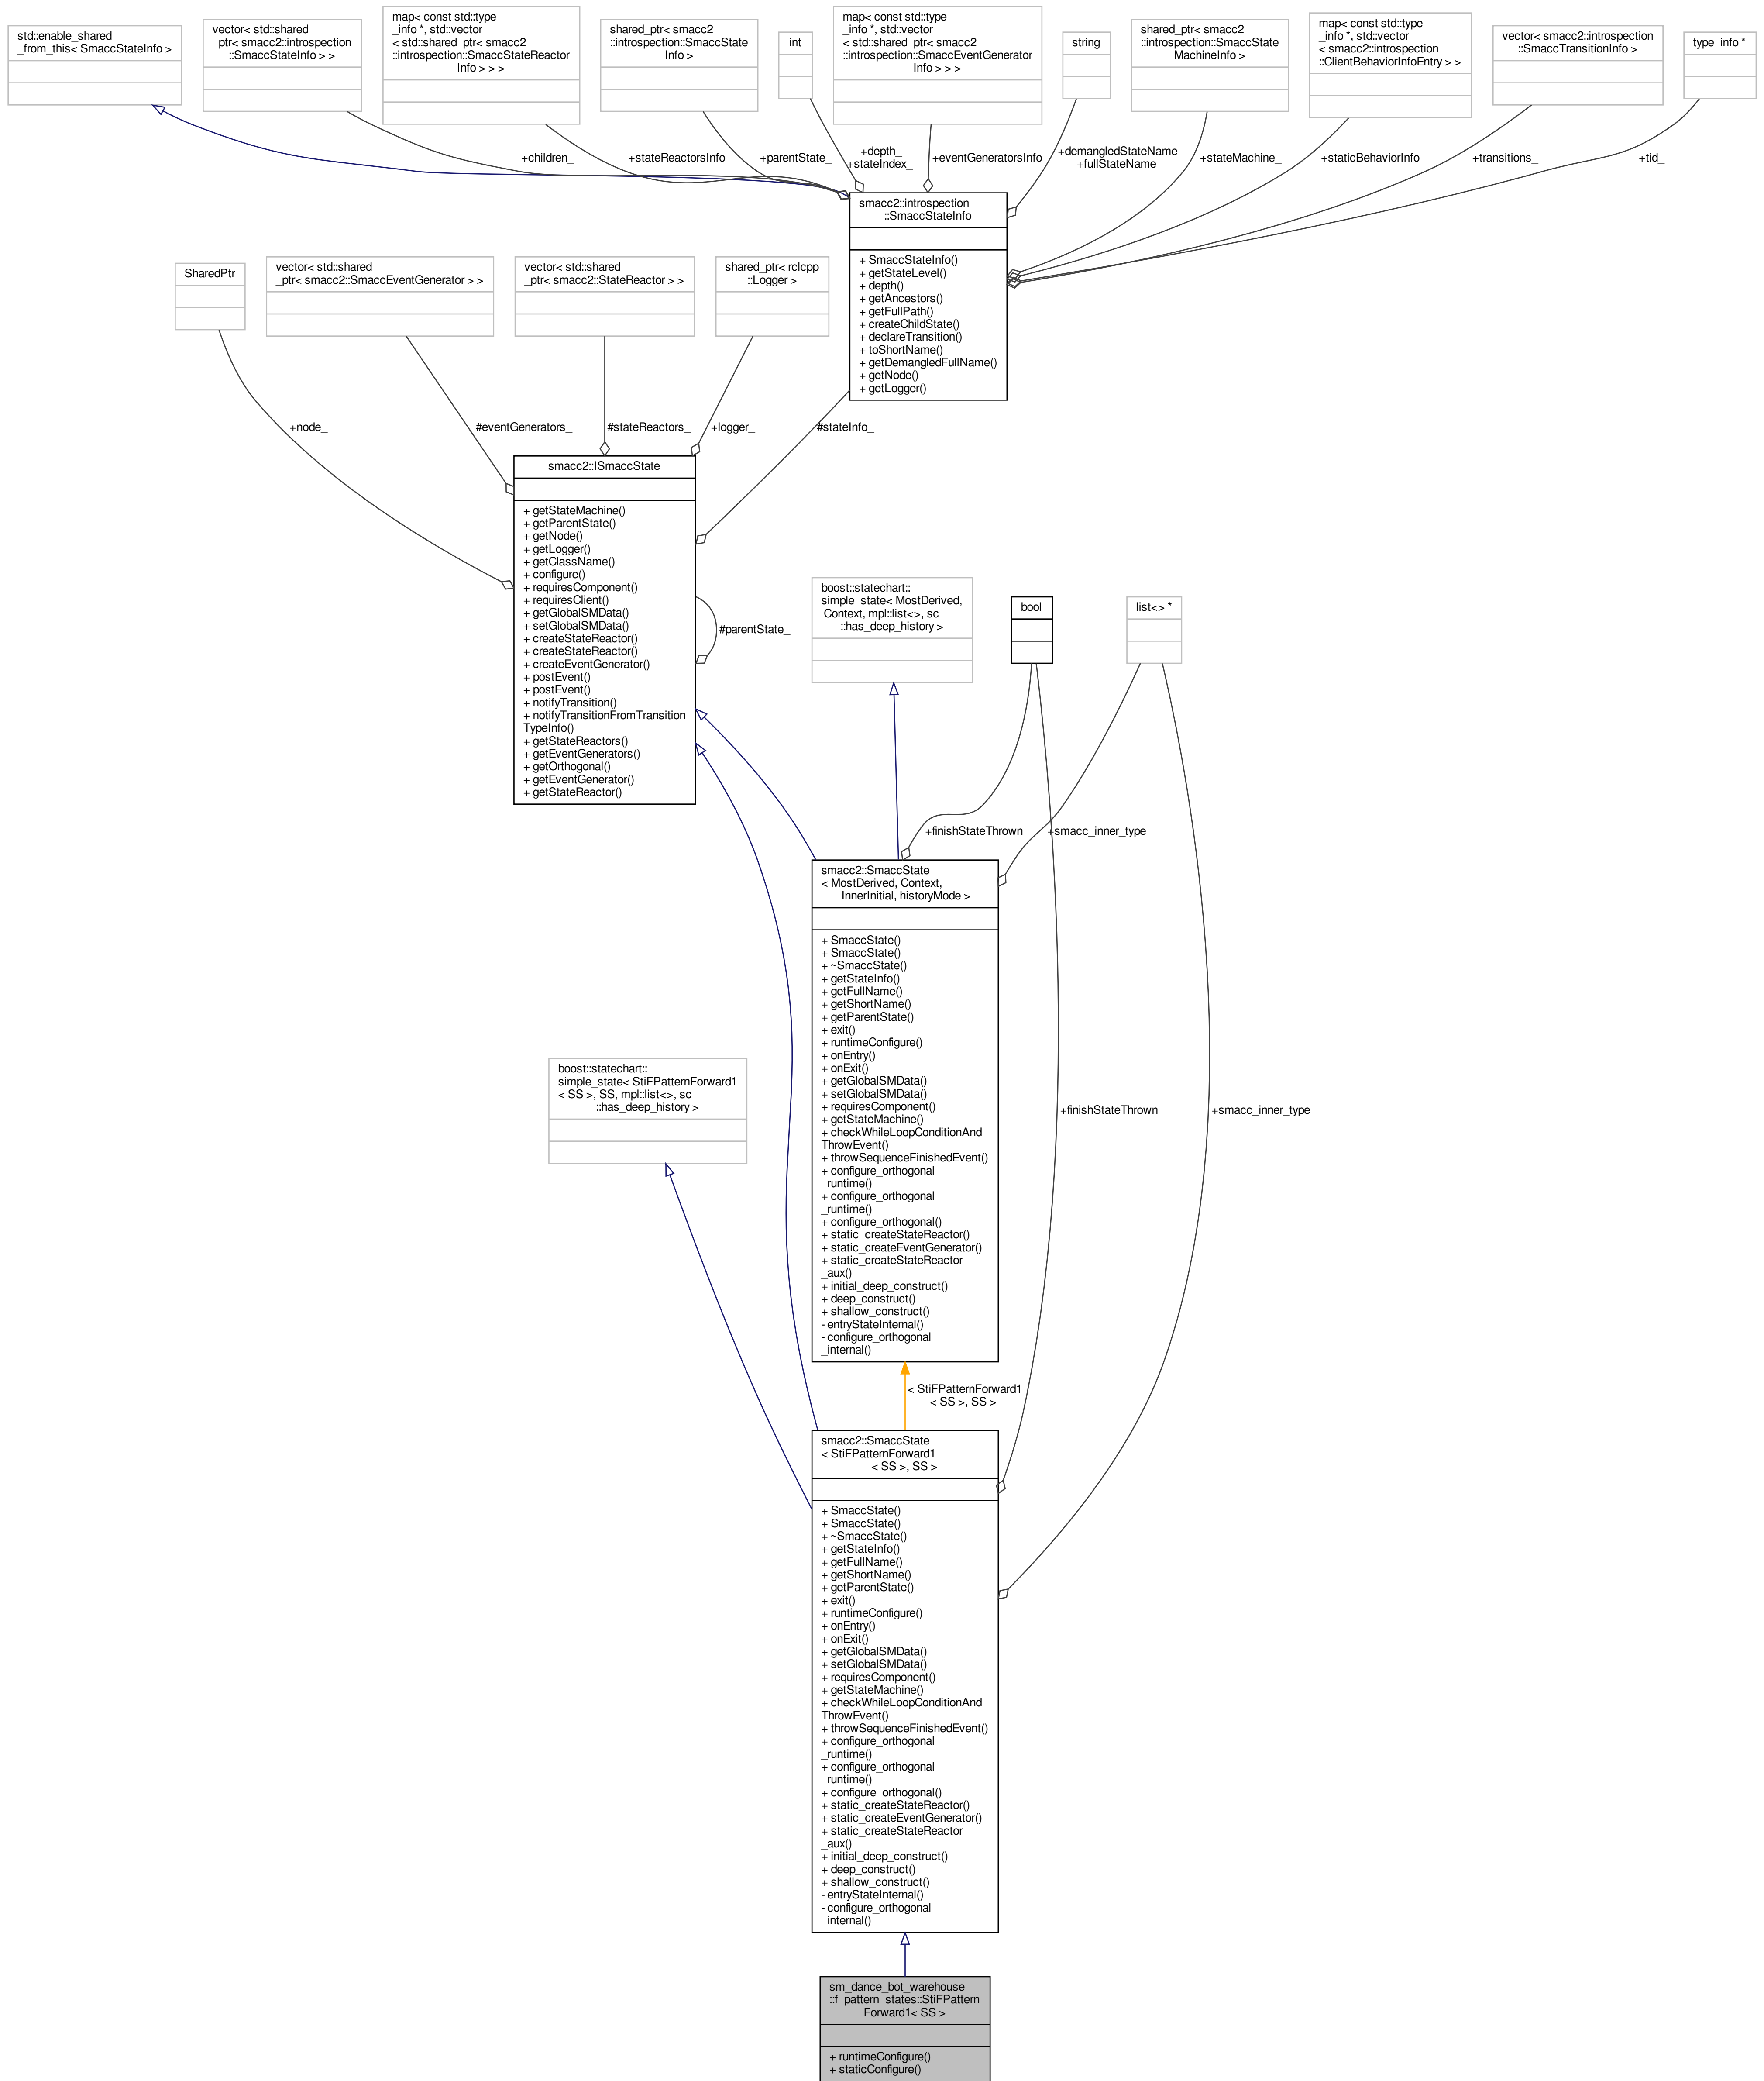 std::enable_shared
_from_this< SmaccStateInfo >
vector< std::shared
_ptr< smacc2::introspection
::SmaccStateInfo > >
map< const std::type
_info *, std::vector
< std::shared_ptr< smacc2
::introspection::SmaccStateReactor
Info > > >
shared_ptr< smacc2
::introspection::SmaccState
Info >
int
map< const std::type
_info *, std::vector
< std::shared_ptr< smacc2
::introspection::SmaccEventGenerator
Info > > >
string
shared_ptr< smacc2
::introspection::SmaccState
MachineInfo >
map< const std::type
_info *, std::vector
< smacc2::introspection
::ClientBehaviorInfoEntry > >
vector< smacc2::introspection
::SmaccTransitionInfo >
type_info *
+children_
+stateReactorsInfo
+parentState_
+depth_
+stateIndex_
+eventGeneratorsInfo
+demangledStateName
+fullStateName
+stateMachine_
+staticBehaviorInfo
+transitions_
+tid_
smacc2::introspection
::SmaccStateInfo
+ SmaccStateInfo()
+ getStateLevel()
+ depth()
+ getAncestors()
+ getFullPath()
+ createChildState()
+ declareTransition()
+ toShortName()
+ getDemangledFullName()
+ getNode()
+ getLogger()
SharedPtr
vector< std::shared
_ptr< smacc2::SmaccEventGenerator > >
vector< std::shared
_ptr< smacc2::StateReactor > >
shared_ptr< rclcpp
::Logger >
+node_
#eventGenerators_
#stateReactors_
+logger_
#stateInfo_
smacc2::ISmaccState
+ getStateMachine()
+ getParentState()
+ getNode()
+ getLogger()
+ getClassName()
+ configure()
+ requiresComponent()
+ requiresClient()
+ getGlobalSMData()
+ setGlobalSMData()
+ createStateReactor()
+ createStateReactor()
+ createEventGenerator()
+ postEvent()
+ postEvent()
+ notifyTransition()
+ notifyTransitionFromTransition
TypeInfo()
+ getStateReactors()
+ getEventGenerators()
+ getOrthogonal()
+ getEventGenerator()
+ getStateReactor()
#parentState_
boost::statechart::
simple_state< MostDerived,
Context, mpl::list<>, sc
::has_deep_history >
bool
list<> *
+finishStateThrown
+smacc_inner_type
smacc2::SmaccState
< MostDerived, Context,
InnerInitial, historyMode >
+ SmaccState()
+ SmaccState()
+ ~SmaccState()
+ getStateInfo()
+ getFullName()
+ getShortName()
+ getParentState()
+ exit()
+ runtimeConfigure()
+ onEntry()
+ onExit()
+ getGlobalSMData()
+ setGlobalSMData()
+ requiresComponent()
+ getStateMachine()
+ checkWhileLoopConditionAnd
ThrowEvent()
+ throwSequenceFinishedEvent()
+ configure_orthogonal
_runtime()
+ configure_orthogonal
_runtime()
+ configure_orthogonal()
+ static_createStateReactor()
+ static_createEventGenerator()
+ static_createStateReactor
_aux()
+ initial_deep_construct()
+ deep_construct()
+ shallow_construct()
- entryStateInternal()
- configure_orthogonal
_internal()
boost::statechart::
simple_state< StiFPatternForward1
< SS >, SS, mpl::list<>, sc
::has_deep_history >
+finishStateThrown
+smacc_inner_type
< StiFPatternForward1
< SS >, SS >
smacc2::SmaccState
< StiFPatternForward1
< SS >, SS >
+ SmaccState()
+ SmaccState()
+ ~SmaccState()
+ getStateInfo()
+ getFullName()
+ getShortName()
+ getParentState()
+ exit()
+ runtimeConfigure()
+ onEntry()
+ onExit()
+ getGlobalSMData()
+ setGlobalSMData()
+ requiresComponent()
+ getStateMachine()
+ checkWhileLoopConditionAnd
ThrowEvent()
+ throwSequenceFinishedEvent()
+ configure_orthogonal
_runtime()
+ configure_orthogonal
_runtime()
+ configure_orthogonal()
+ static_createStateReactor()
+ static_createEventGenerator()
+ static_createStateReactor
_aux()
+ initial_deep_construct()
+ deep_construct()
+ shallow_construct()
- entryStateInternal()
- configure_orthogonal
_internal()
sm_dance_bot_warehouse
::f_pattern_states::StiFPattern
Forward1< SS >
+ runtimeConfigure()
+ staticConfigure()